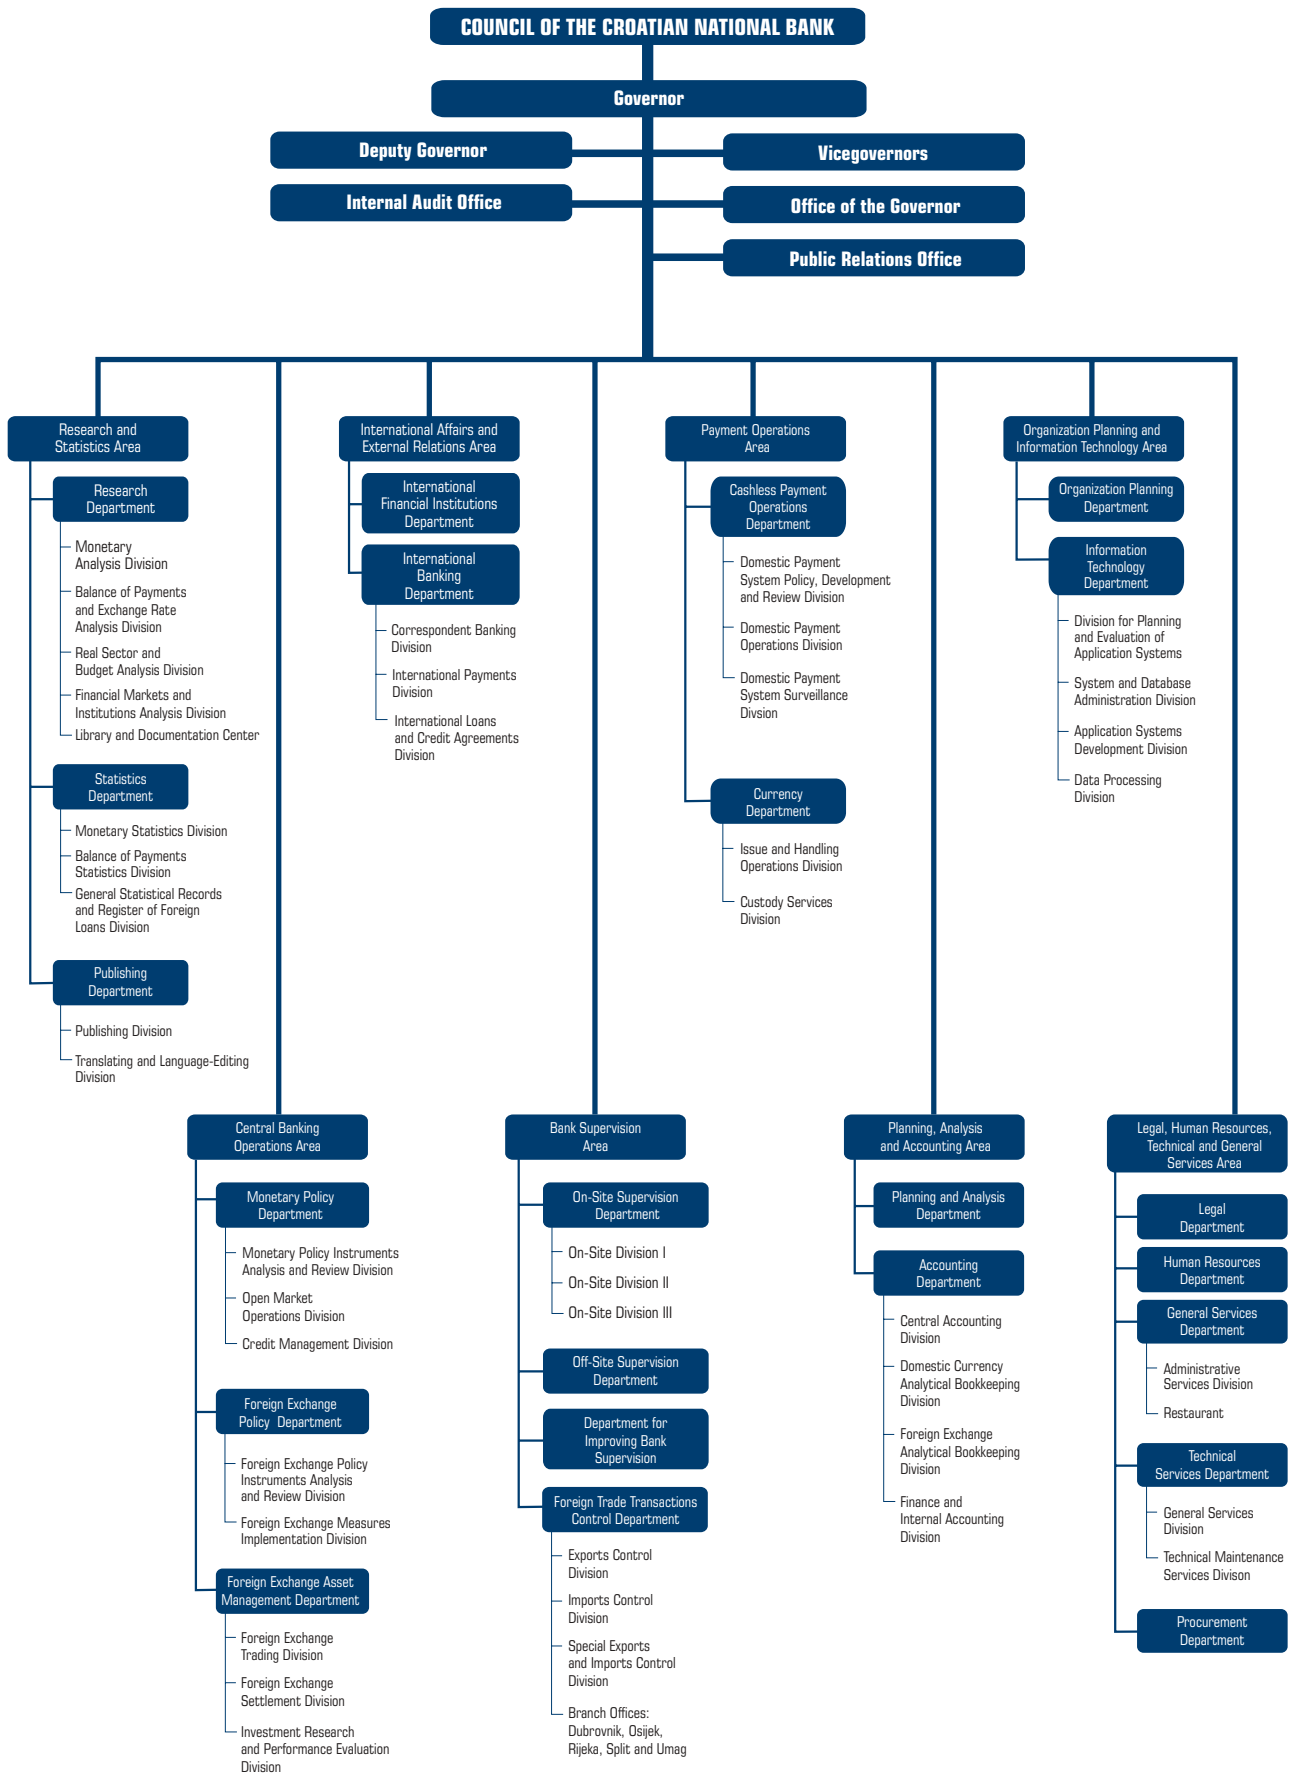 COUNCIL OF THE CROATIAN NATIONAL BANK
Governor
Deputy Governor
Vicegovernors
Internal Audit Office
Office of the Governor
Public Relations Office
Research and
Statistics Area
Research
Department
Monetary
Analysis Division
Balance of Payments
and Exchange Rate
Analysis Division
Real Sector and
Budget Analysis Division
Financial Markets and
Institutions Analysis Division
Library and Documentation Center
Statistics
Department
Monetary Statistics Division
Balance of Payments
Statistics Division
General Statistical Records
and Register of Foreign
Loans Division
Publishing
Department
Publishing Division
Translating and Language-Editing
Division
International Affairs and
External Relations Area
International
Financial Institutions
Department
International
Banking
Department
Correspondent Banking
Division
International Payments
Division
International Loans
and Credit Agreements
Division
Payment Operations
Area
Cashless Payment
Operations
Department
Domestic Payment
System Policy, Development
and Review Division
Domestic Payment
Operations Division
Domestic Payment
System Surveillance
Divsion
Currency
Department
Issue and Handling
Operations Division
Custody Services
Division
Organization Planning and
Information Technology Area
Organization Planning
Department
Information
Technology
Department
Division for Planning
and Evaluation of
Application Systems
System and Database
Administration Division
Application Systems
Development Division
Data Processing
Division
Central Banking
Operations Area
Monetary Policy
Department
Monetary Policy Instruments
Analysis and Review Division
Open Market
Operations Division
Credit Management Division
Foreign Exchange
Policy Department
Foreign Exchange Policy
Instruments Analysis
and Review Division
Foreign Exchange Measures
Implementation Division
Foreign Exchange Asset
Management Department
Foreign Exchange
Trading Division
Foreign Exchange
Settlement Division
Investment Research
and Performance Evaluation
Division
Bank Supervision
Area
On-Site Supervision
Department
On-Site Division I
On-Site Division II
On-Site Division III
Off-Site Supervision
Department
Department for
Improving Bank
Supervision
Foreign Trade Transactions
Control Department
Exports Control
Division
Imports Control
Division
Special Exports
and Imports Control
Division
Branch Offices:
Dubrovnik, Osijek,
Rijeka, Split and Umag
Planning, Analysis
and Accounting Area
Planning and Analysis
Department
Accounting
Department
Central Accounting
Division
Domestic Currency
Analytical Bookkeeping
Division
Foreign Exchange
Analytical Bookkeeping
Division
Finance and
Internal Accounting
Division
Legal, Human Resources,
Technical and General
Services Area
Legal
Department
Human Resources
Department
General Services
Department
Administrative
Services Division
Restaurant
Technical
Services Department
General Services
Division
Technical Maintenance
Services Divison
Procurement
Department